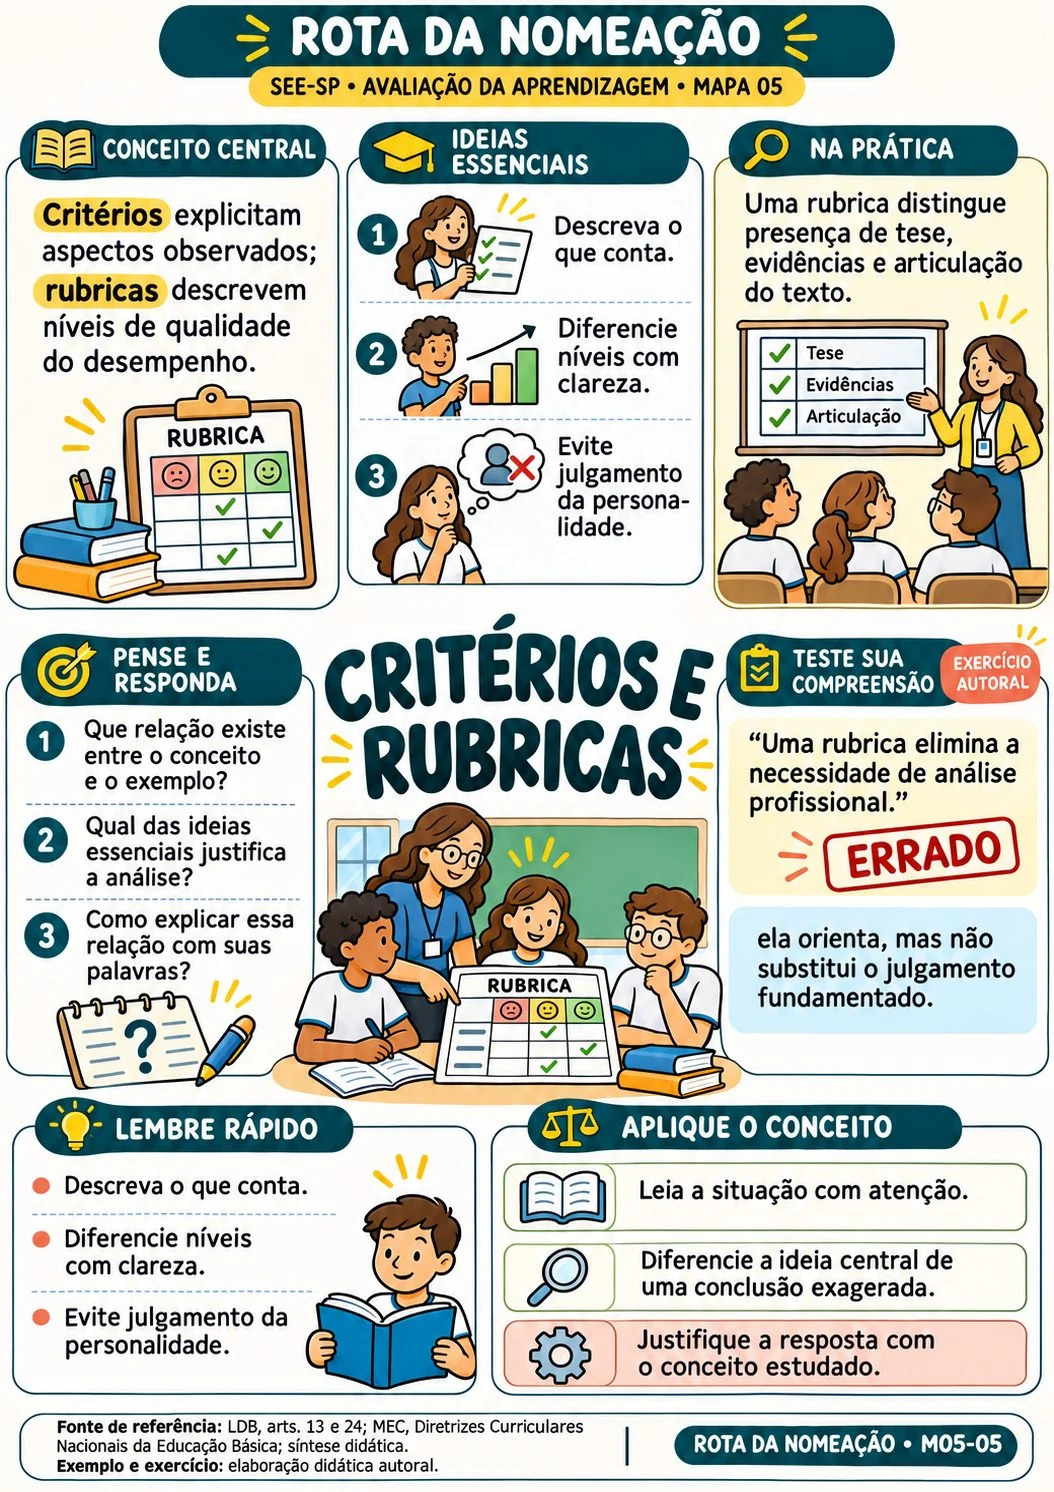 ROTA DA NOMEAÇÃO
SEE-SP • AVALIAÇÃO DA APRENDIZAGEM • MAPA 05
CONCEITO CENTRAL
Critérios explicitam
aspectos observados;
rubricas descrevem
níveis de qualidade
do desempenho.
RUBRICA
IDEIAS
ESSENCIAIS
1
Descreva o
que conta.
2
Diferencie
níveis com
clareza.
3
Evite
julgamento
da persona-
lidade.
NA PRÁTICA
Uma rubrica distingue
presença de tese,
evidências e articulação
do texto.
Tese
Evidências
Articulação
PENSE E
RESPONDA
1
Que relação existe
entre o conceito
e o exemplo?
2
Qual das ideias
essenciais justifica
a análise?
3
Como explicar essa
relação com suas
palavras?
?
CRITÉRIOS E
RUBRICAS
RUBRICA
TESTE SUA
COMPREENSÃO
EXERCÍCIO
AUTORAL
“Uma rubrica elimina a
necessidade de análise
profissional.”
ERRADO
ela orienta, mas não
substitui o julgamento
fundamentado.
LEMBRE RÁPIDO
Descreva o que conta.
Diferencie níveis
com clareza.
Evite julgamento da
personalidade.
APLIQUE O CONCEITO
Leia a situação com atenção.
Diferencie a ideia central de
uma conclusão exagerada.
Justifique a resposta com
o conceito estudado.
Fonte de referência: LDB, arts. 13 e 24; MEC, Diretrizes Curriculares
Nacionais da Educação Básica; síntese didática.
Exemplo e exercício: elaboração didática autoral.
ROTA DA NOMEAÇÃO • M05-05